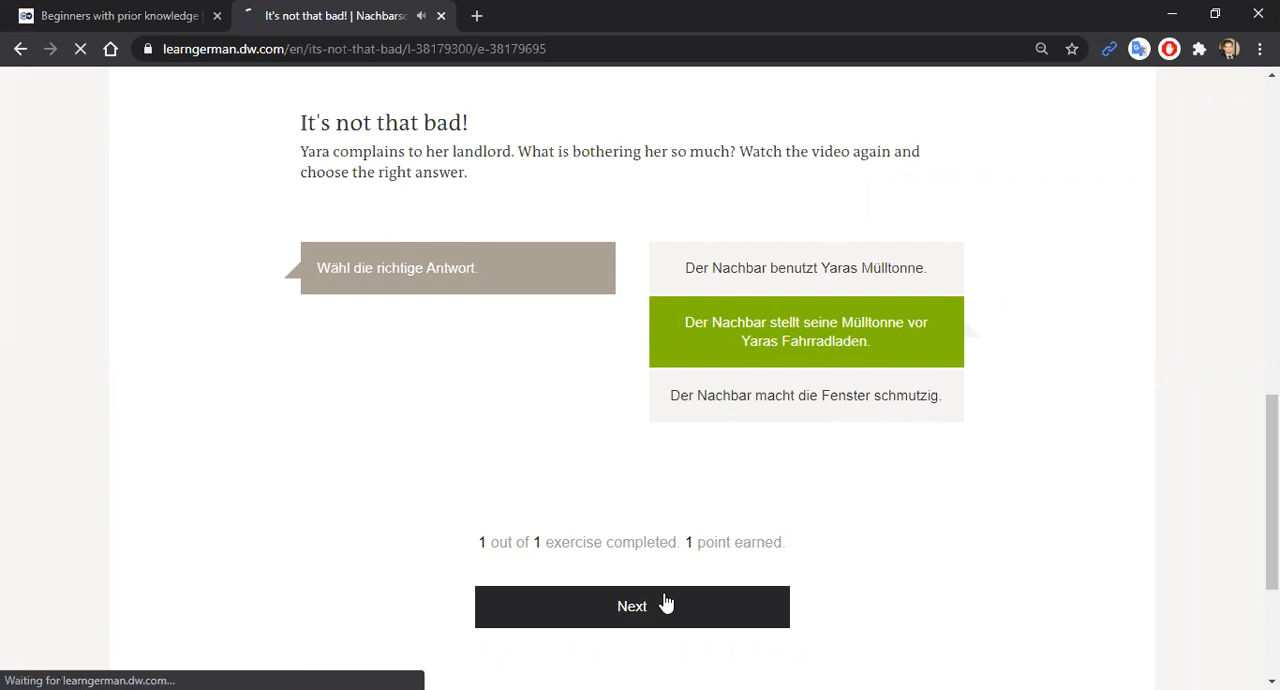 Beginners with prior knowledge
It's not that bad! | Nachbarsc
learngerman.dw.com/en/its-not-that-bad/l-38179300/e-38179695
It's not that bad!
Yara complains to her landlord. What is bothering her so much? Watch the video again and
choose the right answer.
Wähl die richtige Antwort.
Der Nachbar benutzt Yaras Mülltonne.
Der Nachbar stellt seine Mülltonne vor
Yaras Fahrradladen.
Der Nachbar macht die Fenster schmutzig.
1 out of 1 exercise completed. 1 point earned.
Next
Waiting for learngerman.dw.com...